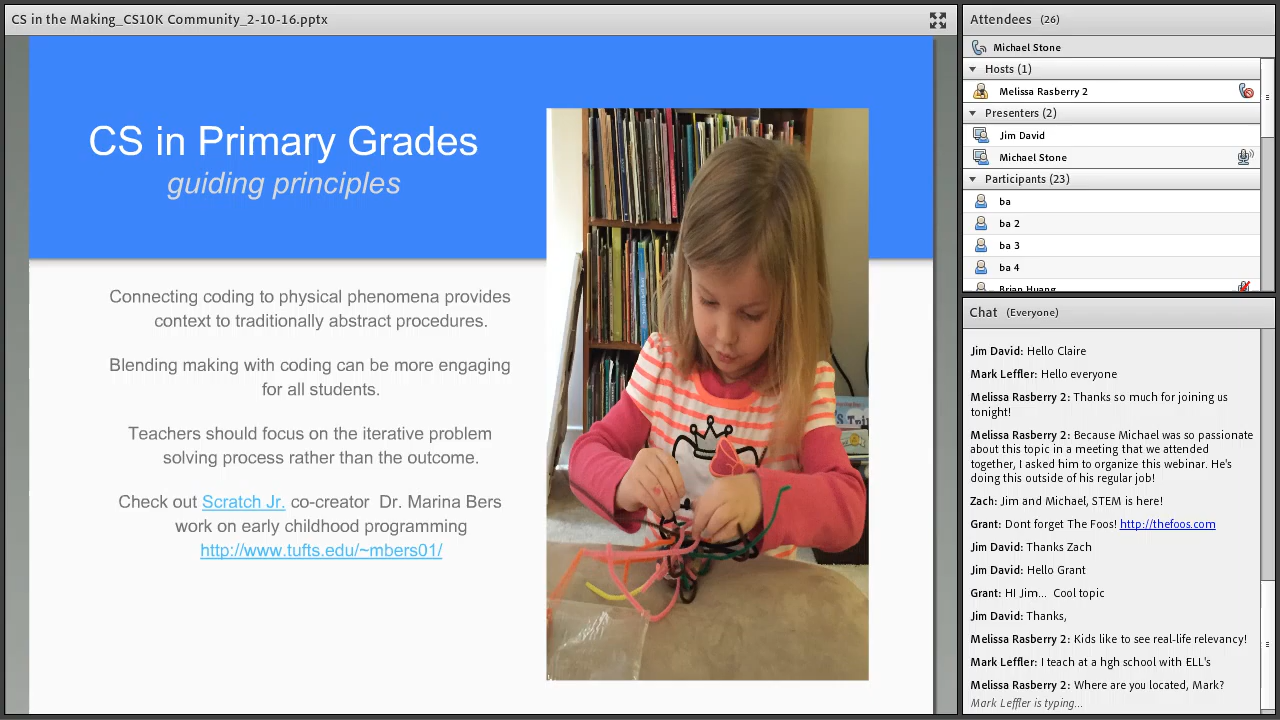 CS in the Making_CS10K Community_2-10-16.pptx
CS in Primary Grades
guiding principles
Connecting coding to physical phenomena provides
context to traditionally abstract procedures.
Blending making with coding can be more engaging
for all students.
Teachers should focus on the iterative problem
solving process rather than the outcome.
Check out Scratch Jr. co-creator Dr. Marina Bers
work on early childhood programming
http://www.tufts.edu/~mbers01/
Attendees (26)
Michael Stone
Hosts (1)
Melissa Rasberry 2
Presenters (2)
Jim David
Michael Stone
Participants (23)
ba
ba 2
ba 3
ba 4
Brian Huang
Chat (Everyone)
Jim David: Hello Claire
Mark Leffler: Hello everyone
Melissa Rasberry 2: Thanks so much for joining us
tonight!
Melissa Rasberry 2: Because Michael was so passionate
about this topic in a meeting that we attended
together, I asked him to organize this webinar. He's
doing this outside of his regular job!
Zach: Jim and Michael, STEM is here!
Grant: Dont forget The Foos! http://thefoos.com
Jim David: Thanks Zach
Jim David: Hello Grant
Grant: HI Jim... Cool topic
Jim David: Thanks,
Melissa Rasberry 2: Kids like to see real-life relevancy!
Mark Leffler: I teach at a hgh school with ELL's
Melissa Rasberry 2: Where are you located, Mark?
Mark Leffler is typing...